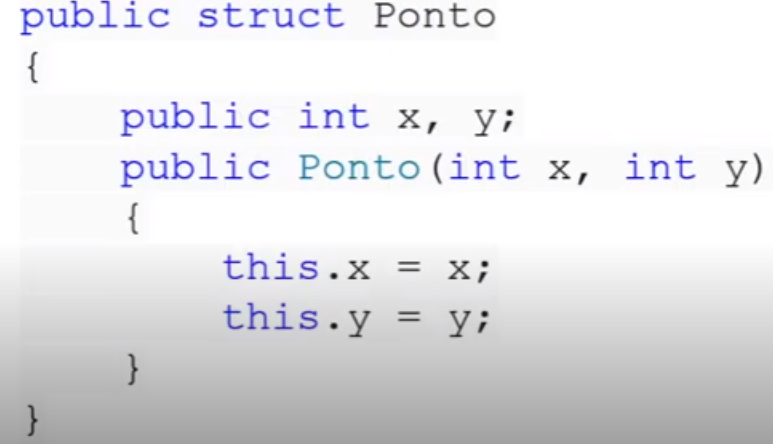 public struct Ponto
{
    public int x, y;
    public Ponto(int x, int y)
    {
        this.x = x;
        this.y = y;
    }
}